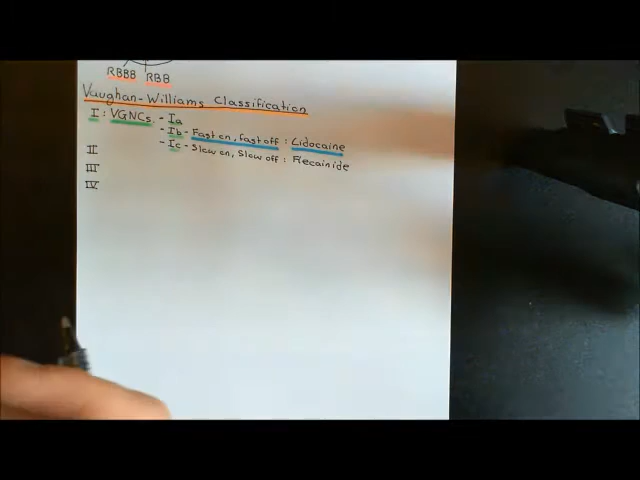 RBBB RBB
Vaughan-Williams Classification
I : VGNCs - Ia
- Ib - Fast on, fast off : Lidocaine
- Ic - Slow on, Slow off : Flecainide
II
III
IV